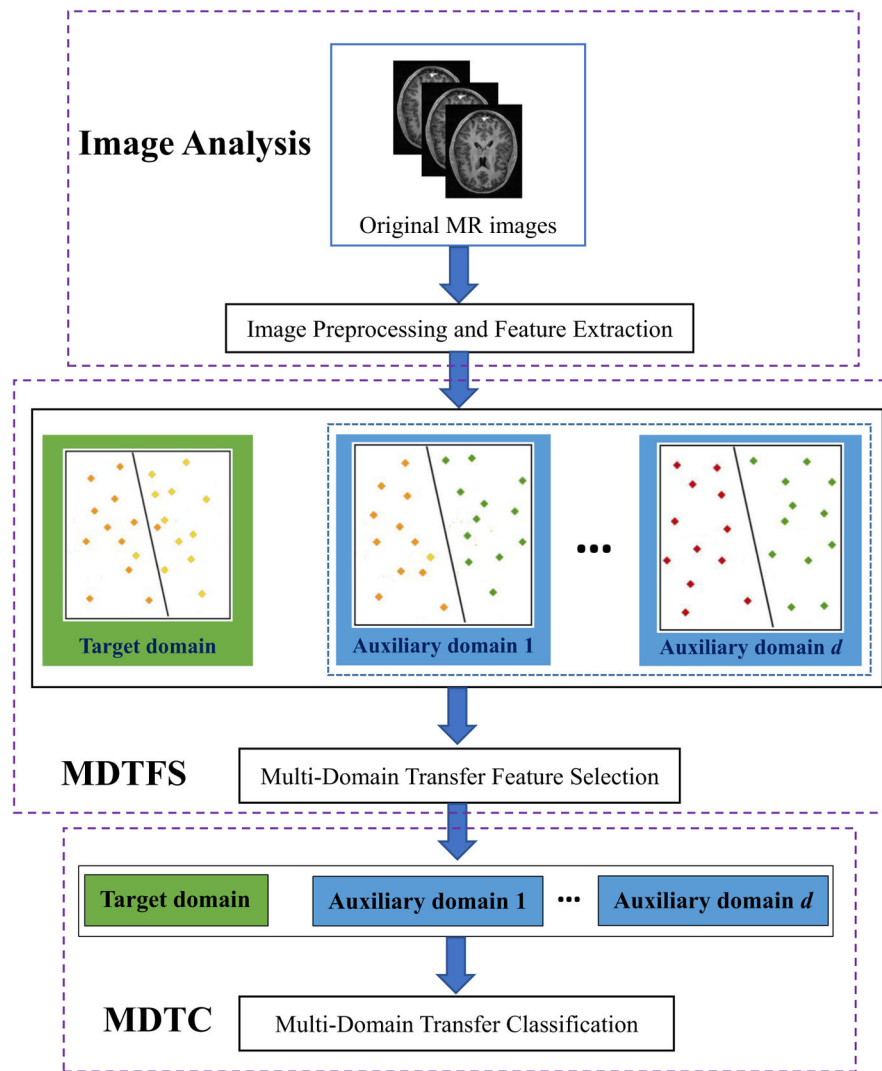 Image Analysis
Original MR images
Image Preprocessing and Feature Extraction
Target domain
Auxiliary domain 1
...
Auxiliary domain d
MDTFS
Multi-Domain Transfer Feature Selection
Target domain
Auxiliary domain 1
...
Auxiliary domain d
MDTC
Multi-Domain Transfer Classification